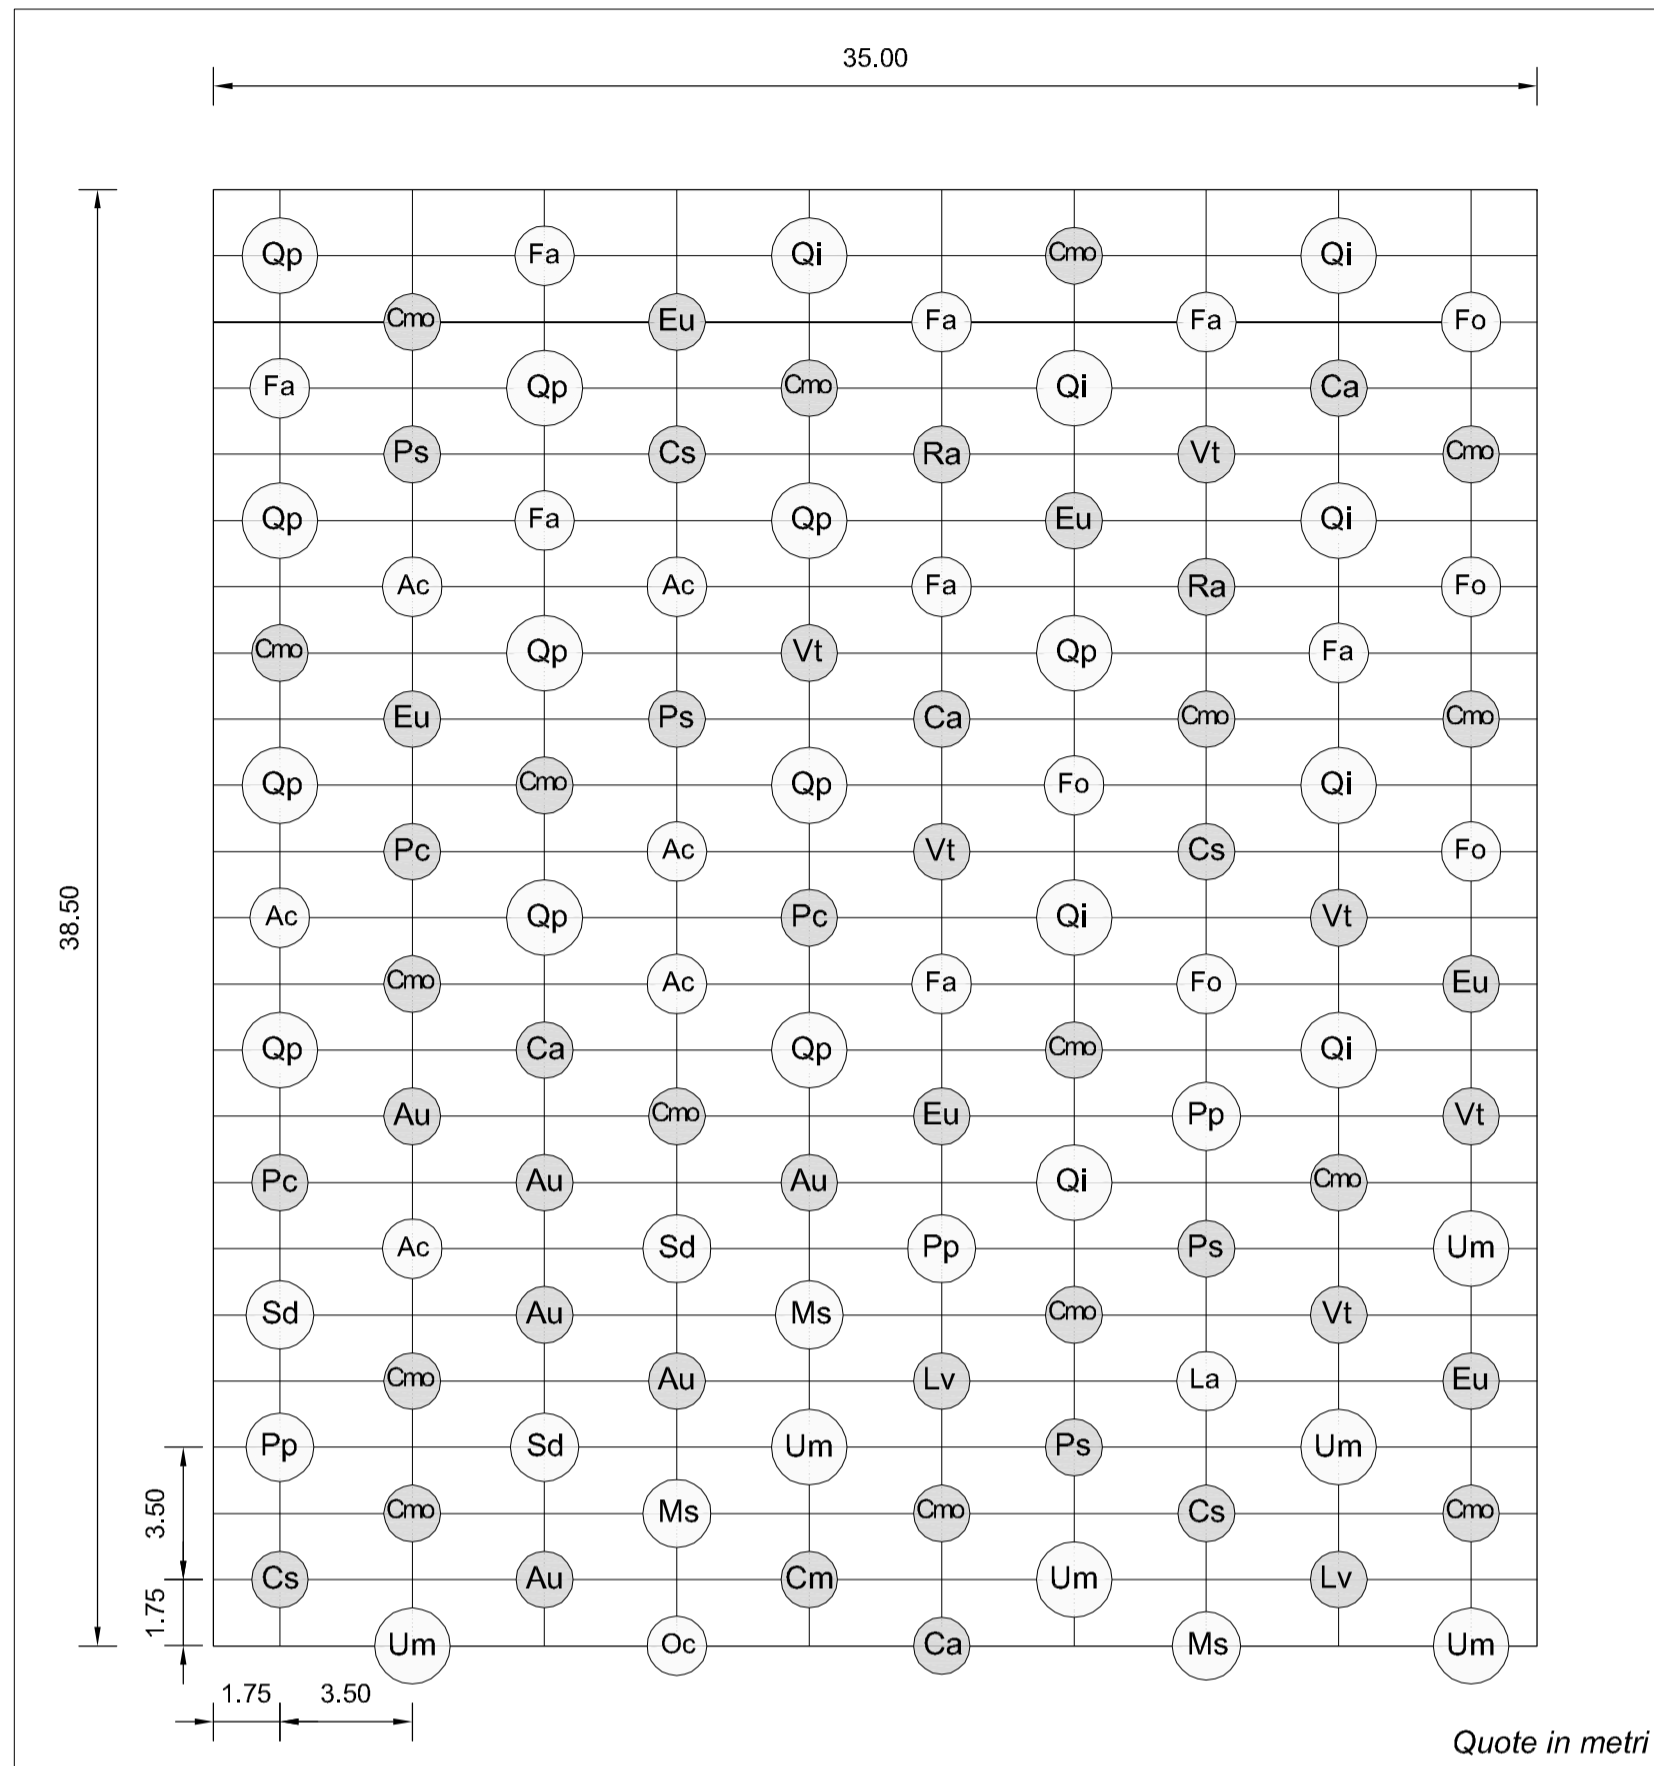 35.00
Qp Fa Qi Cmo Qi
Cmo Eu Fa Fa Fo
Fa Qp Cmo Qi Ca
Ps Cs Ra Vt Cmo
Qp Fa Qp Eu Qi
Ac Ac Fa Ra Fo
Cmo Qp Vt Qp Fa
Eu Ps Ca Cmo Cmo
Qp Cmo Qp Fo Qi
Pc Ac Vt Cs Fo
38.50
Ac Qp Pc Qi Vt
Cmo Ac Fa Fo Eu
Qp Ca Qp Cmo Qi
Au Cmo Eu Pp Vt
Pc Au Au Qi Cmo
Ac Sd Pp Ps Um
Sd Au Ms Cmo Vt
Cmo Au Lv La Eu
Pp Sd Um Ps Um
3.50
Cmo Ms Cmo Cs Cmo
Cs Au Cm Um Lv
1.75
Um Oc Ca Ms Um
1.75 3.50
Quote in metri